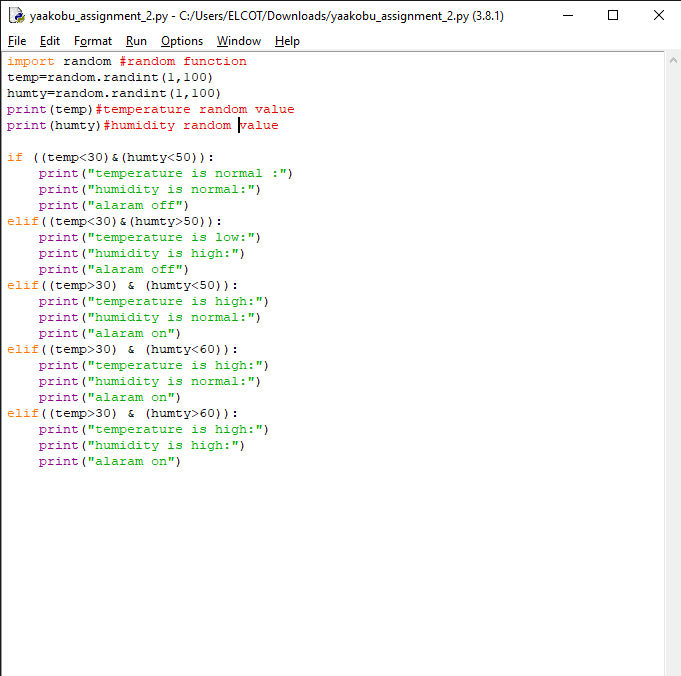 yaakobu_assignment_2.py - C:/Users/ELCOT/Downloads/yaakobu_assignment_2.py (3.8.1)
File Edit Format Run Options Window Help
import random #random function
temp=random.randint(1,100)
humty=random.randint(1,100)
print(temp)#temperature random value
print(humty)#humidity random value

if ((temp<30)&(humty<50)):
    print("temperature is normal :")
    print("humidity is normal:")
    print("alaram off")
elif((temp<30)&(humty>50)):
    print("temperature is low:")
    print("humidity is high:")
    print("alaram off")
elif((temp>30) & (humty<50)):
    print("temperature is high:")
    print("humidity is normal:")
    print("alaram on")
elif((temp>30) & (humty<60)):
    print("temperature is high:")
    print("humidity is normal:")
    print("alaram on")
elif((temp>30) & (humty>60)):
    print("temperature is high:")
    print("humidity is high:")
    print("alaram on")